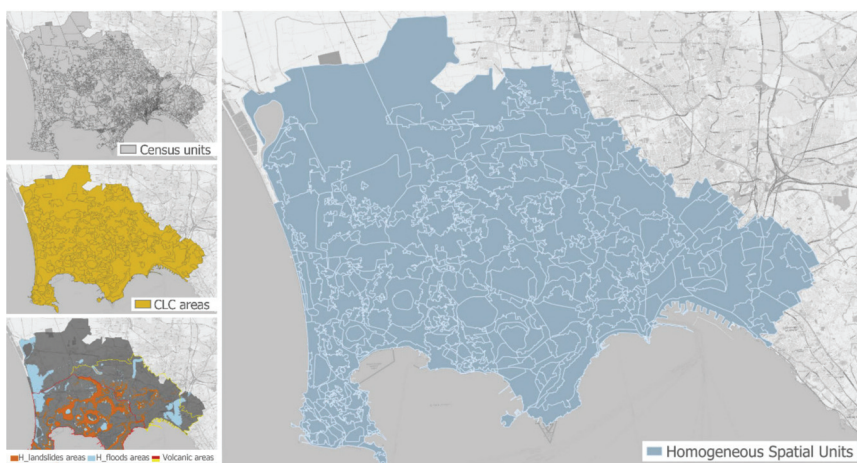 Census units
CLC areas
H_landslides areas H_floods areas Volcanic areas
Homogeneous Spatial Units